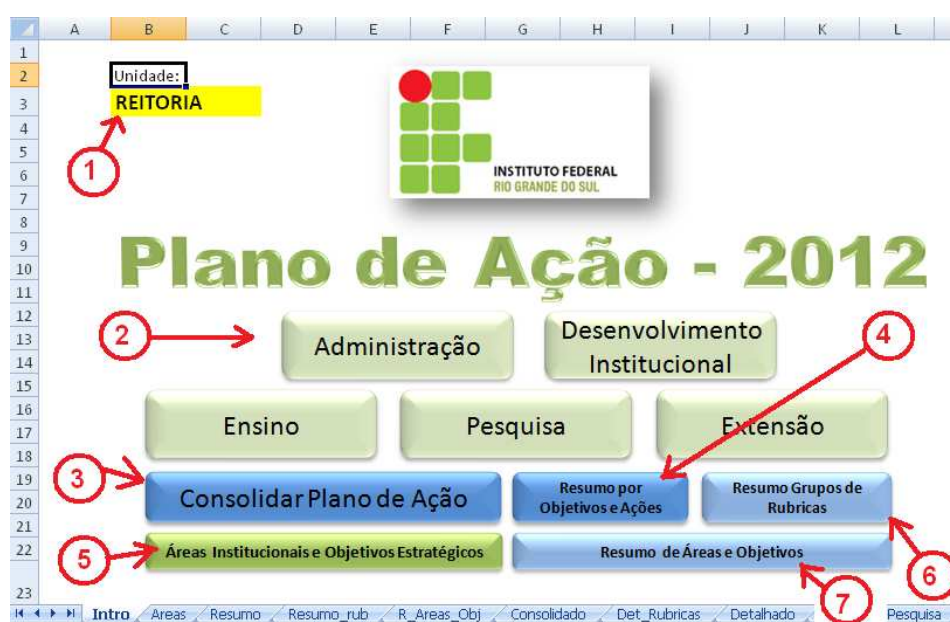 A B C D E F G H I J K L
1
2 Unidade:
3 REITORIA
4
5
6
7
8
9
10
11
12
13
14
15
16
17
18
19
20
21
22
23
1
INSTITUTO FEDERAL
RIO GRANDE DO SUL
Plano de Ação - 2012
2
Administração
Desenvolvimento
Institucional
4
Ensino
Pesquisa
Extensão
3
Consolidar Plano de Ação
Resumo por
Objetivos e Ações
Resumo Grupos de
Rubricas
5
Áreas Institucionais e Objetivos Estratégicos
Resumo de Áreas e Objetivos
6
7
Intro Areas Resumo Resumo_rub R_Areas_Obj Consolidado Det_Rubricas Detalhado Pesquisa